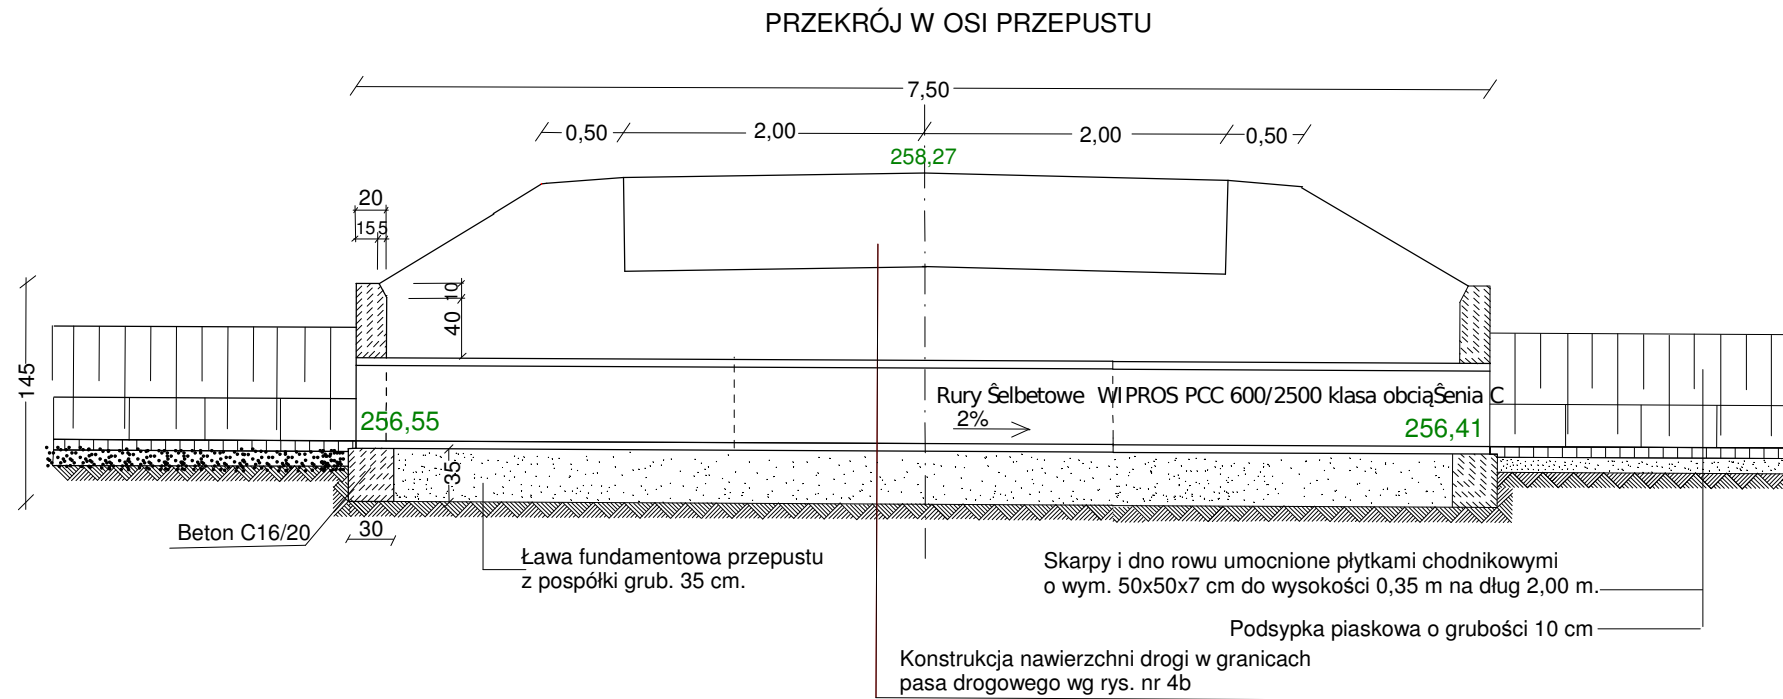 PRZEKRÓJ W OSI PRZEPUSTU
7,50
0,50 2,00 2,00 0,50
258,27
20
15 5
10
40
145
Rury Ŝelbetowe WIPROS PCC 600/2500 klasa obciąŜenia C
256,55 2% 256,41
35
Beton C16/20
30
Ława fundamentowa przepustu
z pospółki grub. 35 cm.
Skarpy i dno rowu umocnione płytkami chodnikowymi
o wym. 50x50x7 cm do wysokości 0,35 m na dług 2,00 m.
Podsypka piaskowa o grubości 10 cm
Konstrukcja nawierzchni drogi w granicach
pasa drogowego wg rys. nr 4b